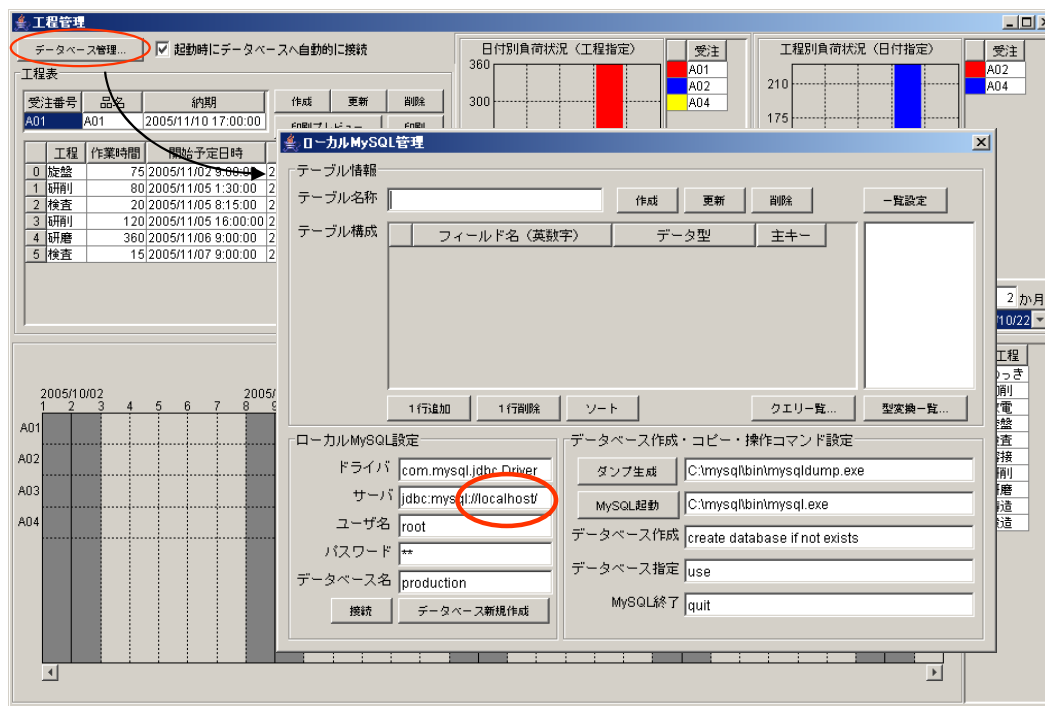 工程管理
データベース管理... 起動時にデータベースへ自動的に接続
工程表
受注番号 品名 納期 作成 更新 削除
A01 A01 2005/11/10 17:00:00
工程 作業時間 開始予定日時
0 旋盤 75 2005/11/02 9:00:00 2
1 研削 80 2005/11/05 1:30:00 2
2 検査 20 2005/11/05 8:15:00 2
3 研削 120 2005/11/05 16:00:00 2
4 研磨 360 2005/11/06 9:00:00 2
5 検査 15 2005/11/07 9:00:00 2
日付別負荷状況（工程指定） 受注
360
300
A01
A02
A04
工程別負荷状況（日付指定） 受注
210
175
A02
A04
ローカルMySQL管理
テーブル情報
テーブル名称 作成 更新 削除 一覧設定
テーブル構成 フィールド名（英数字） データ型 主キー
1行追加 1行削除 ソート クエリ一覧... 型変換一覧...
ローカルMySQL設定
ドライバ com.mysql.jdbc.Driver
サーバ jdbc:mysql://localhost/
ユーザ名 root
パスワード **
データベース名 production
接続 データベース新規作成
データベース作成・コピー・操作コマンド設定
ダンプ生成 C:\mysql\bin\mysqldump.exe
MySQL起動 C:\mysql\bin\mysql.exe
データベース作成 create database if not exists
データベース指定 use
MySQL終了 quit
2 か月
10/22
工程
2005/10/02 2005/
1 2 3 4 5 6 7 8 9
A01
A02
A03
A04